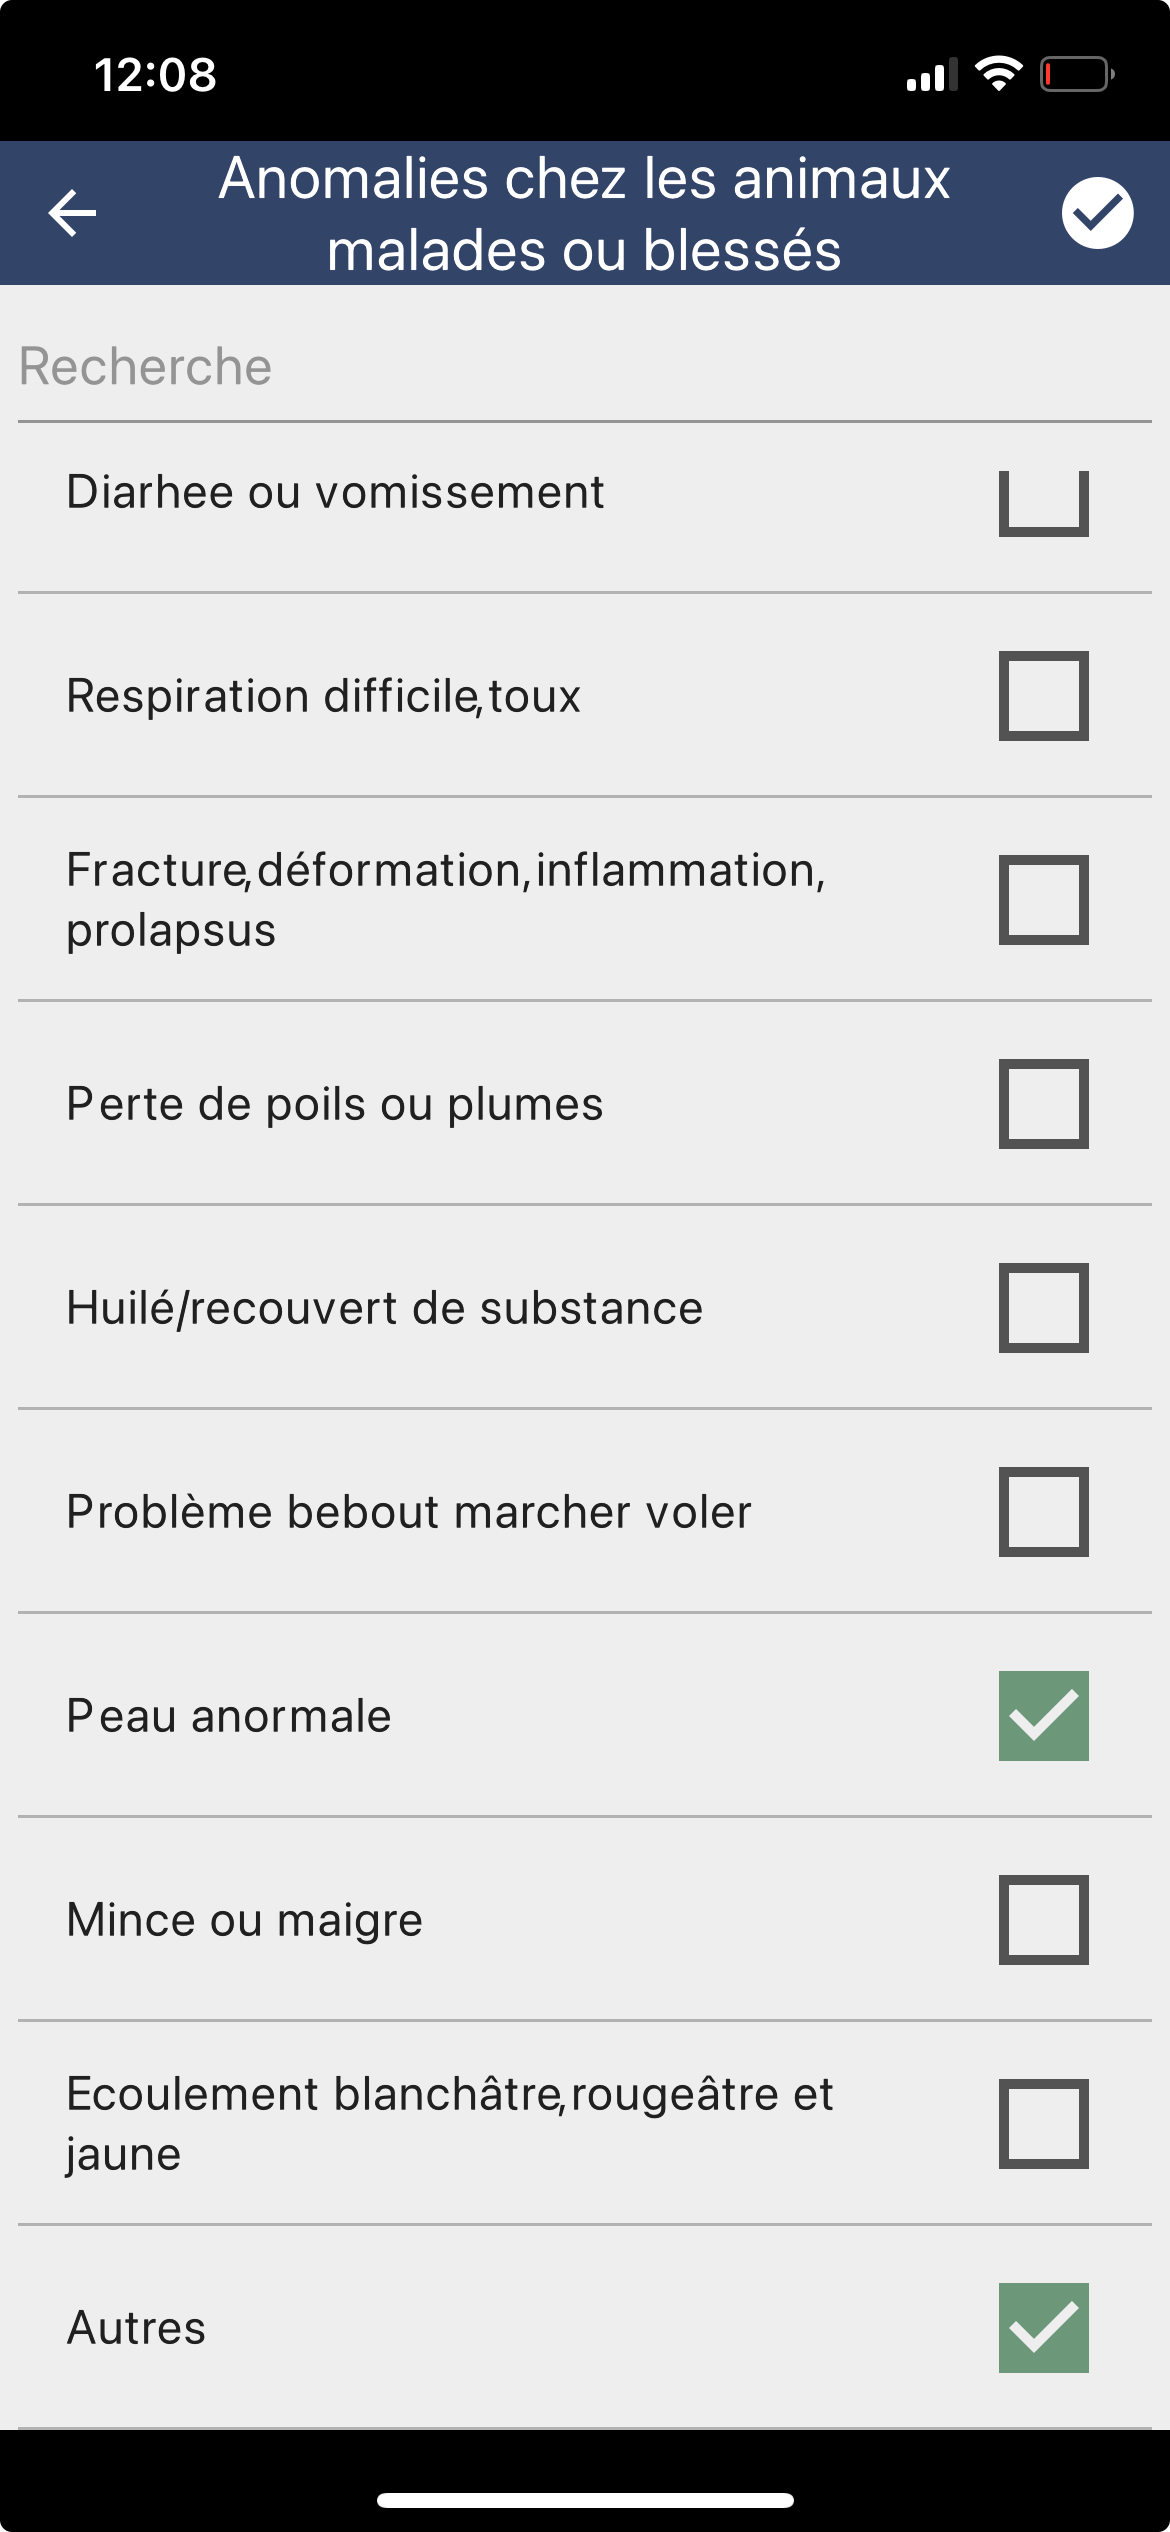 12:08
Anomalies chez les animaux
malades ou blessés
Recherche
Diarhee ou vomissement
Respiration difficile,toux
Fracture,déformation,inflammation,
prolapsus
Perte de poils ou plumes
Huilé/recouvert de substance
Problème bebout marcher voler
Peau anormale
Mince ou maigre
Ecoulement blanchâtre,rougeâtre et
jaune
Autres